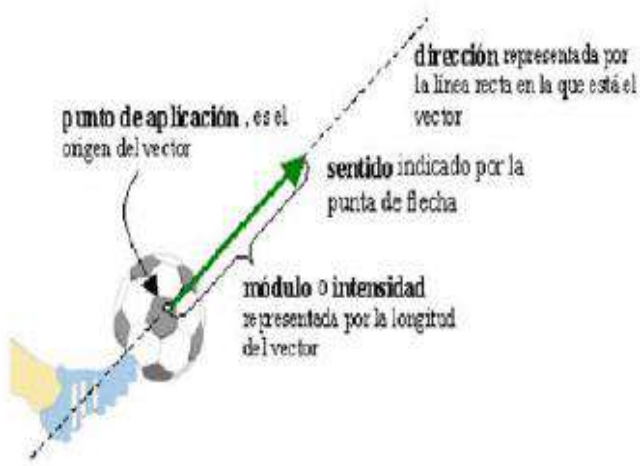 dirección representada por
la línea recta en la que está el
vector
punto de aplicación , es el
origen del vector
sentido indicado por la
punta de flecha
módulo o intensidad
representada por la longitud
del vector